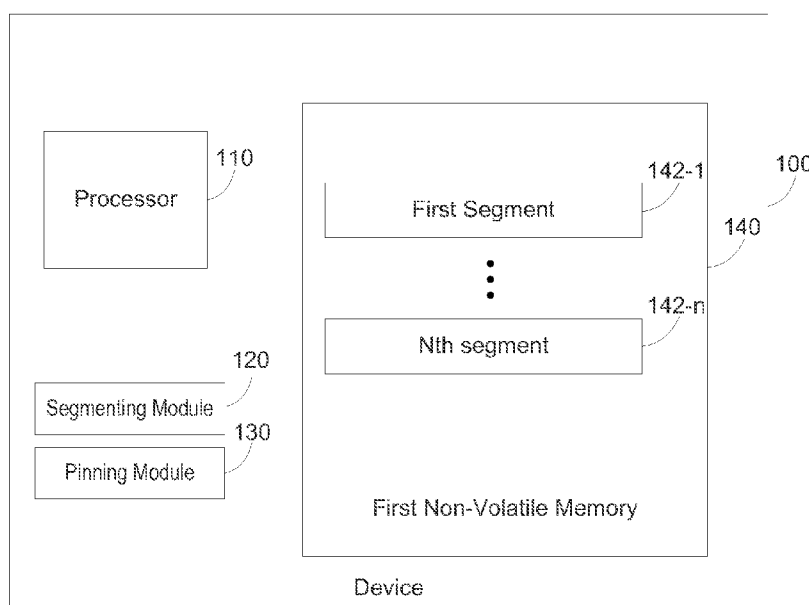 110
Processor
142-1
100
First Segment
140
142-n
Nth segment
120
Segmenting Module
130
Pinning Module
First Non-Volatile Memory
Device